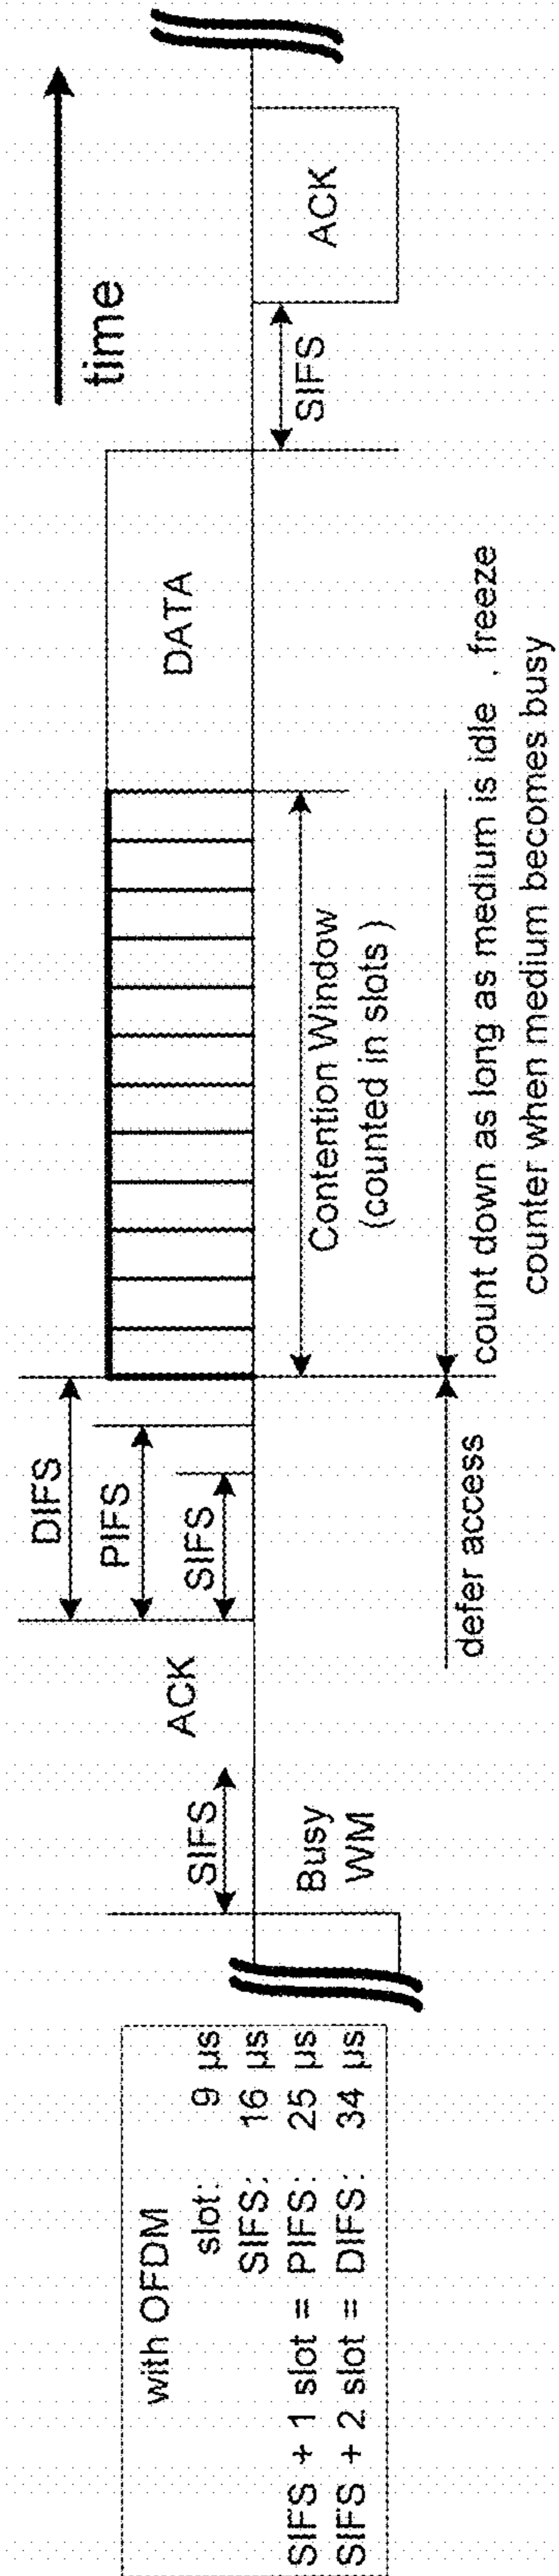 with OFDM
slot: 9 µs
SIFS: 16 µs
SIFS + 1 slot = PIFS: 25 µs
SIFS + 2 slot = DIFS: 34 µs
SIFS
Busy
WM
ACK
DIFS
PIFS
SIFS
defer access
Contention Window
(counted in slots )
count down as long as medium is idle , freeze
counter when medium becomes busy
DATA
SIFS
ACK
time